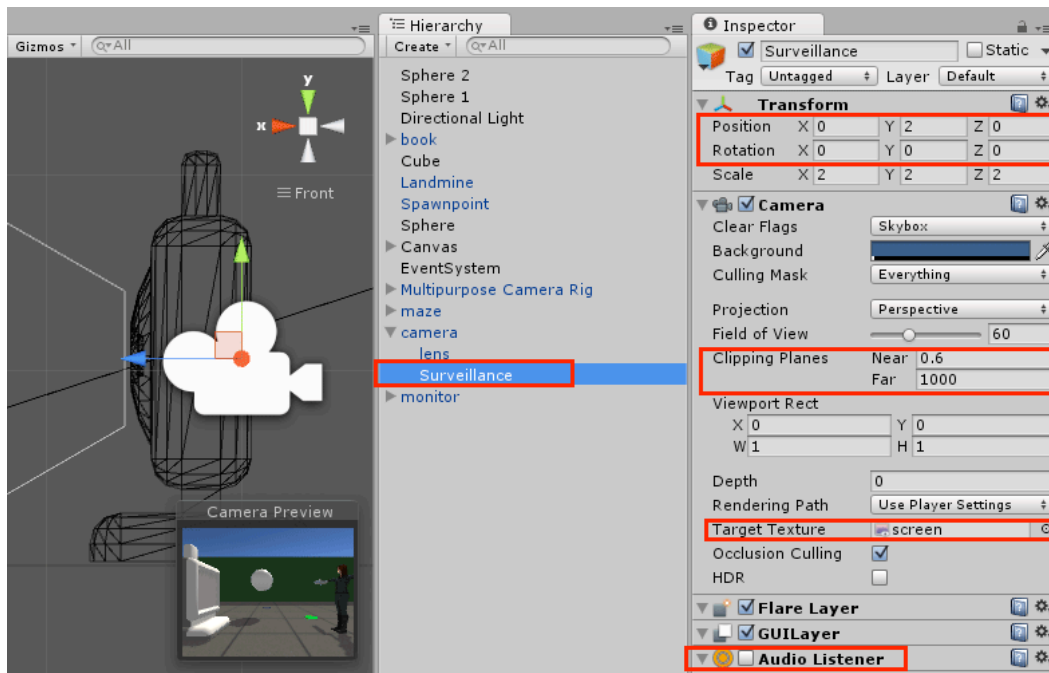 Gizmos
All
y
x
Front
Camera Preview
Hierarchy
Create
All
Sphere 2
Sphere 1
Directional Light
book
Cube
Landmine
Spawnpoint
Sphere
Canvas
EventSystem
Multipurpose Camera Rig
maze
camera
lens
Surveillance
monitor
Inspector
Surveillance Static
Tag Untagged Layer Default
Transform
Position X 0 Y 2 Z 0
Rotation X 0 Y 0 Z 0
Scale X 2 Y 2 Z 2
Camera
Clear Flags Skybox
Background
Culling Mask Everything
Projection Perspective
Field of View 60
Clipping Planes Near 0.6
Far 1000
Viewport Rect
X 0 Y 0
W 1 H 1
Depth 0
Rendering Path Use Player Settings
Target Texture screen
Occlusion Culling
HDR
Flare Layer
GUILayer
Audio Listener